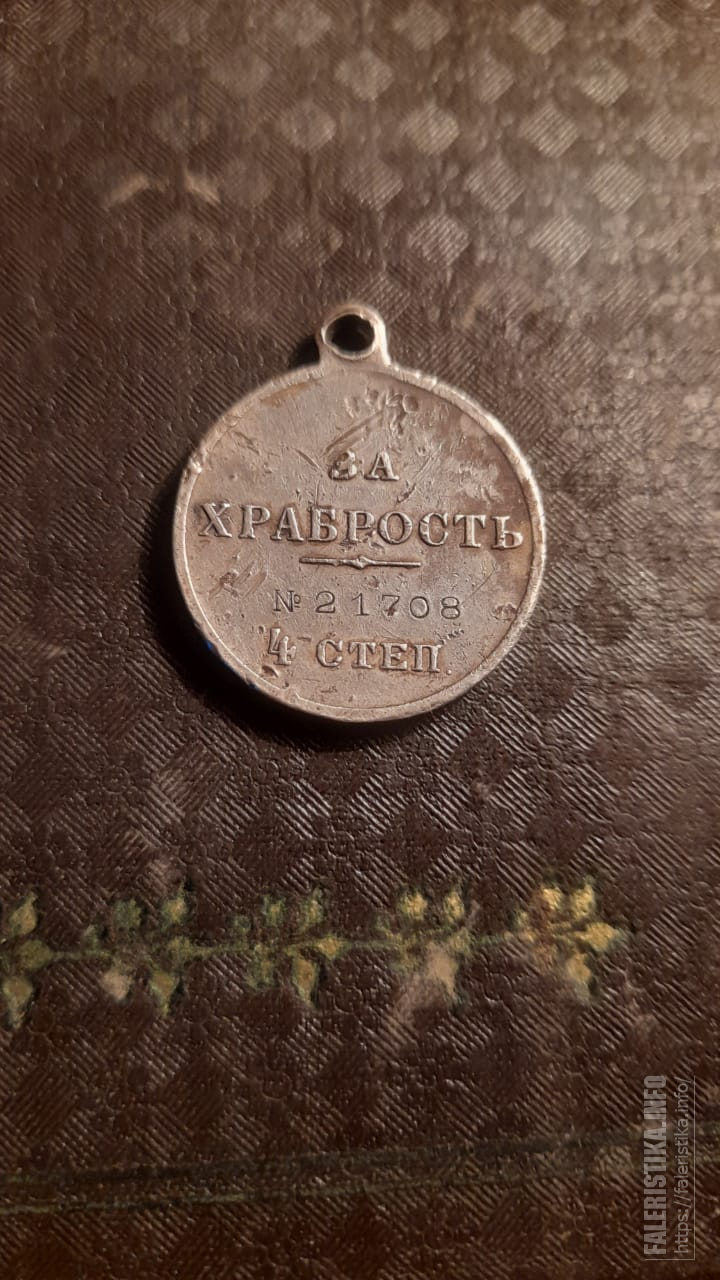 ЗА
ХРАБРОСТЬ
№ 21708
4 СТЕП.
FALERISTIKA.INFO
https://faleristika.info/